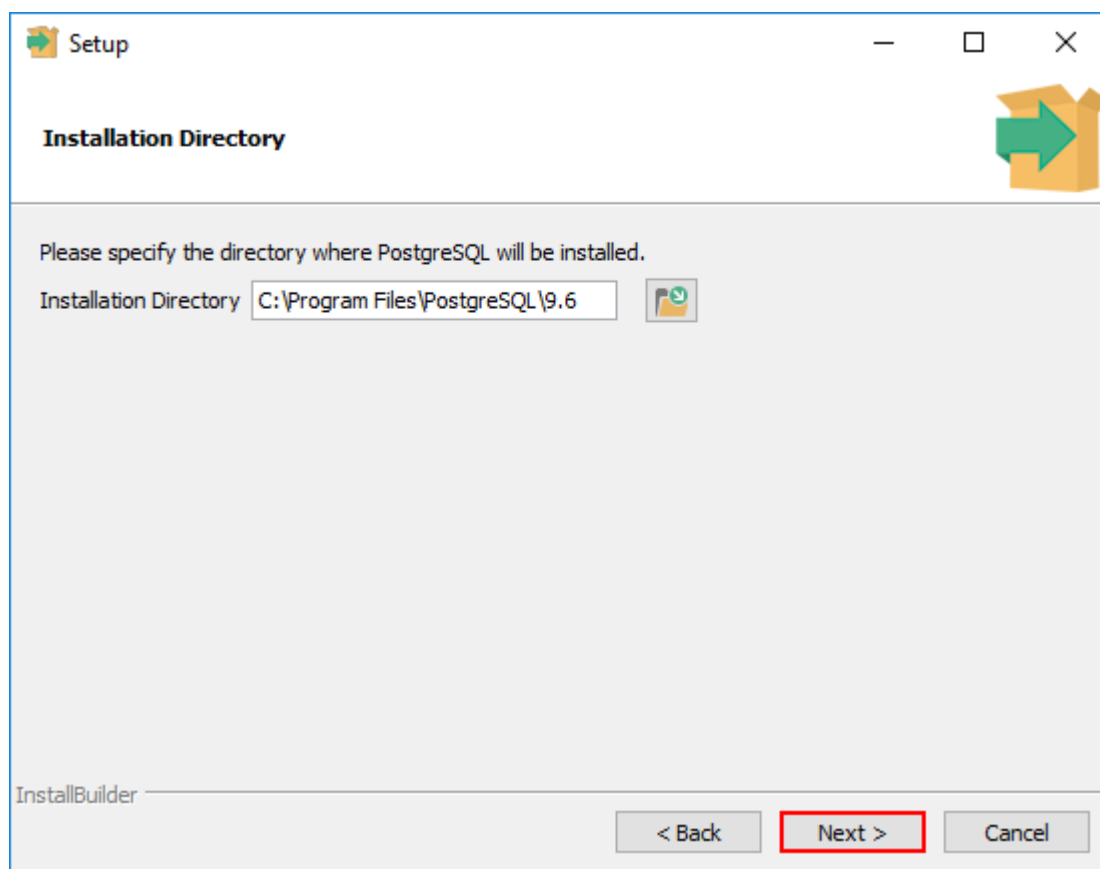 Setup
Installation Directory
Please specify the directory where PostgreSQL will be installed.
Installation Directory C:\Program Files\PostgreSQL\9.6
InstallBuilder
< Back Next > Cancel